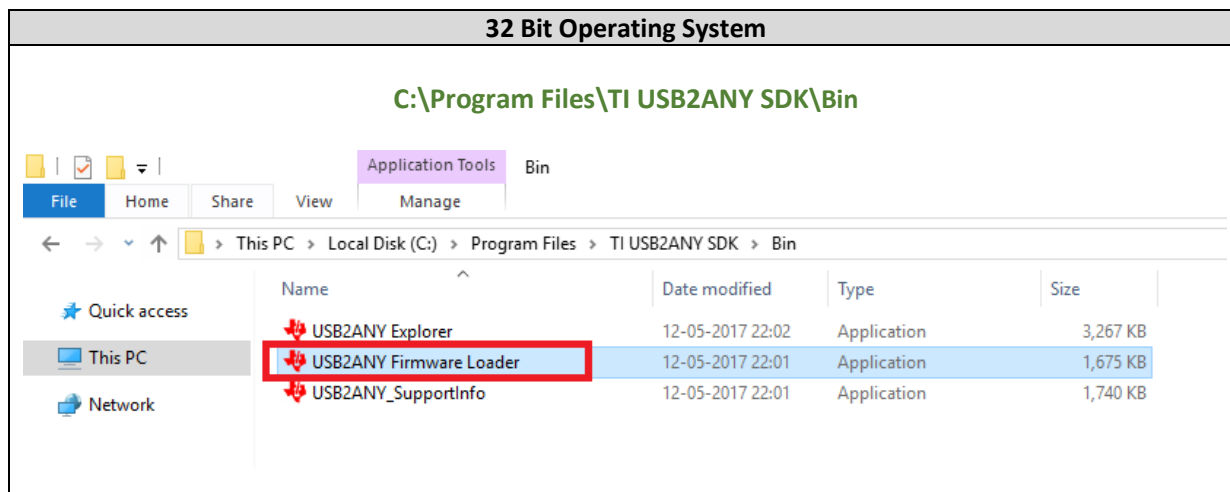 32 Bit Operating System
C:\Program Files\TI USB2ANY SDK\Bin
Application Tools Bin
File Home Share View Manage
This PC > Local Disk (C:) > Program Files > TI USB2ANY SDK > Bin
Name Date modified Type Size
Quick access
USB2ANY Explorer 12-05-2017 22:02 Application 3,267 KB
This PC USB2ANY Firmware Loader 12-05-2017 22:01 Application 1,675 KB
USB2ANY_SupportInfo 12-05-2017 22:01 Application 1,740 KB
Network